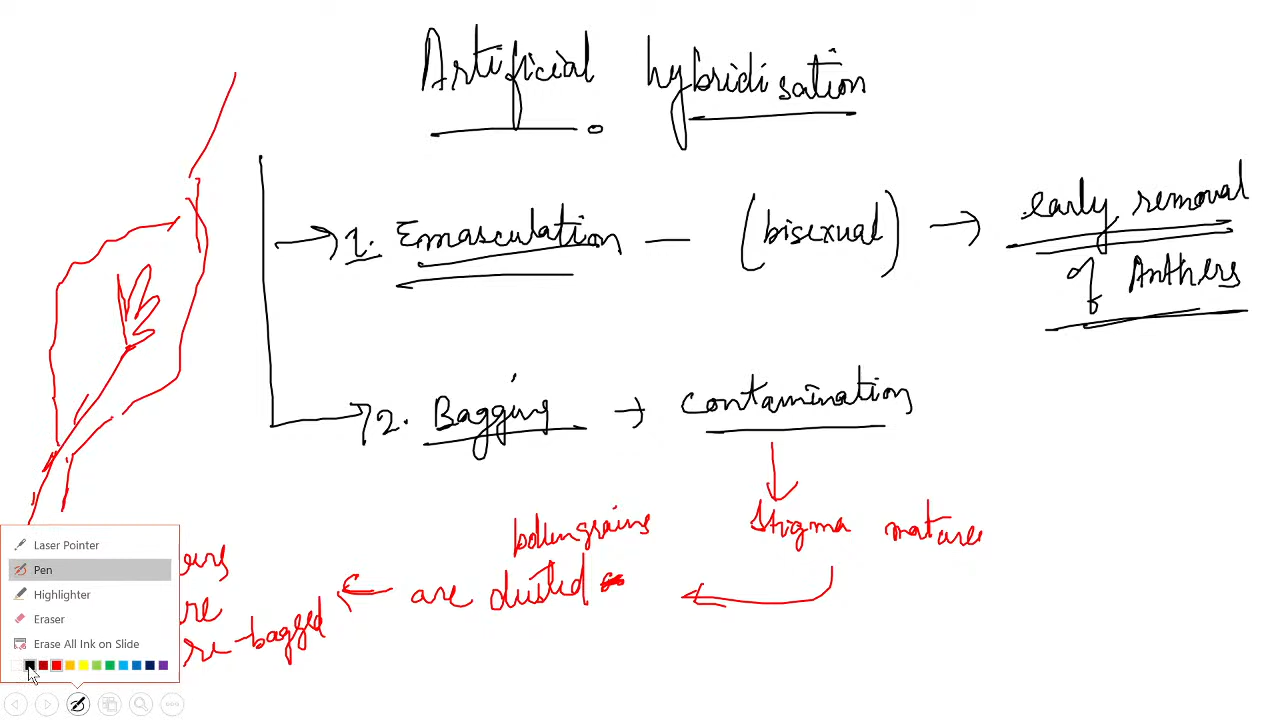 Artificial hybridisation
1. Emasculation — (bisexual) → early removal
of Anthers
2. Bagging → contamination
Stigma matures
pollengrains
are dusted
re-bagged
Laser Pointer
Pen
Highlighter
Eraser
Erase All Ink on Slide